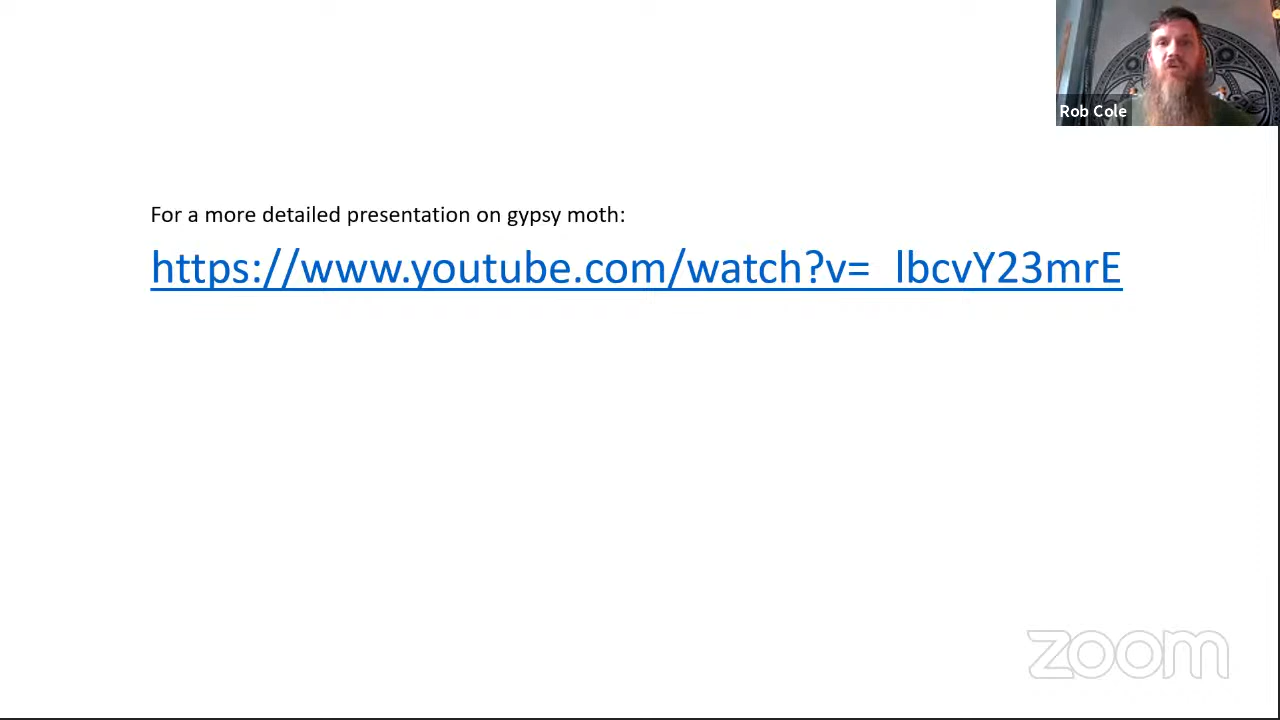 Rob Cole
For a more detailed presentation on gypsy moth:
https://www.youtube.com/watch?v=_lbcvY23mrE
zoom